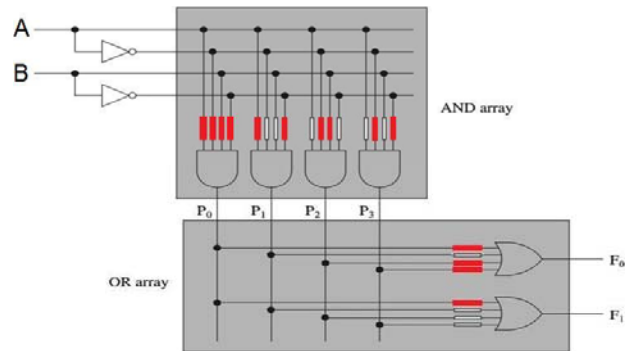 A
B
AND array
P₀ P₁ P₂ P₃
F₀
OR array
F₁